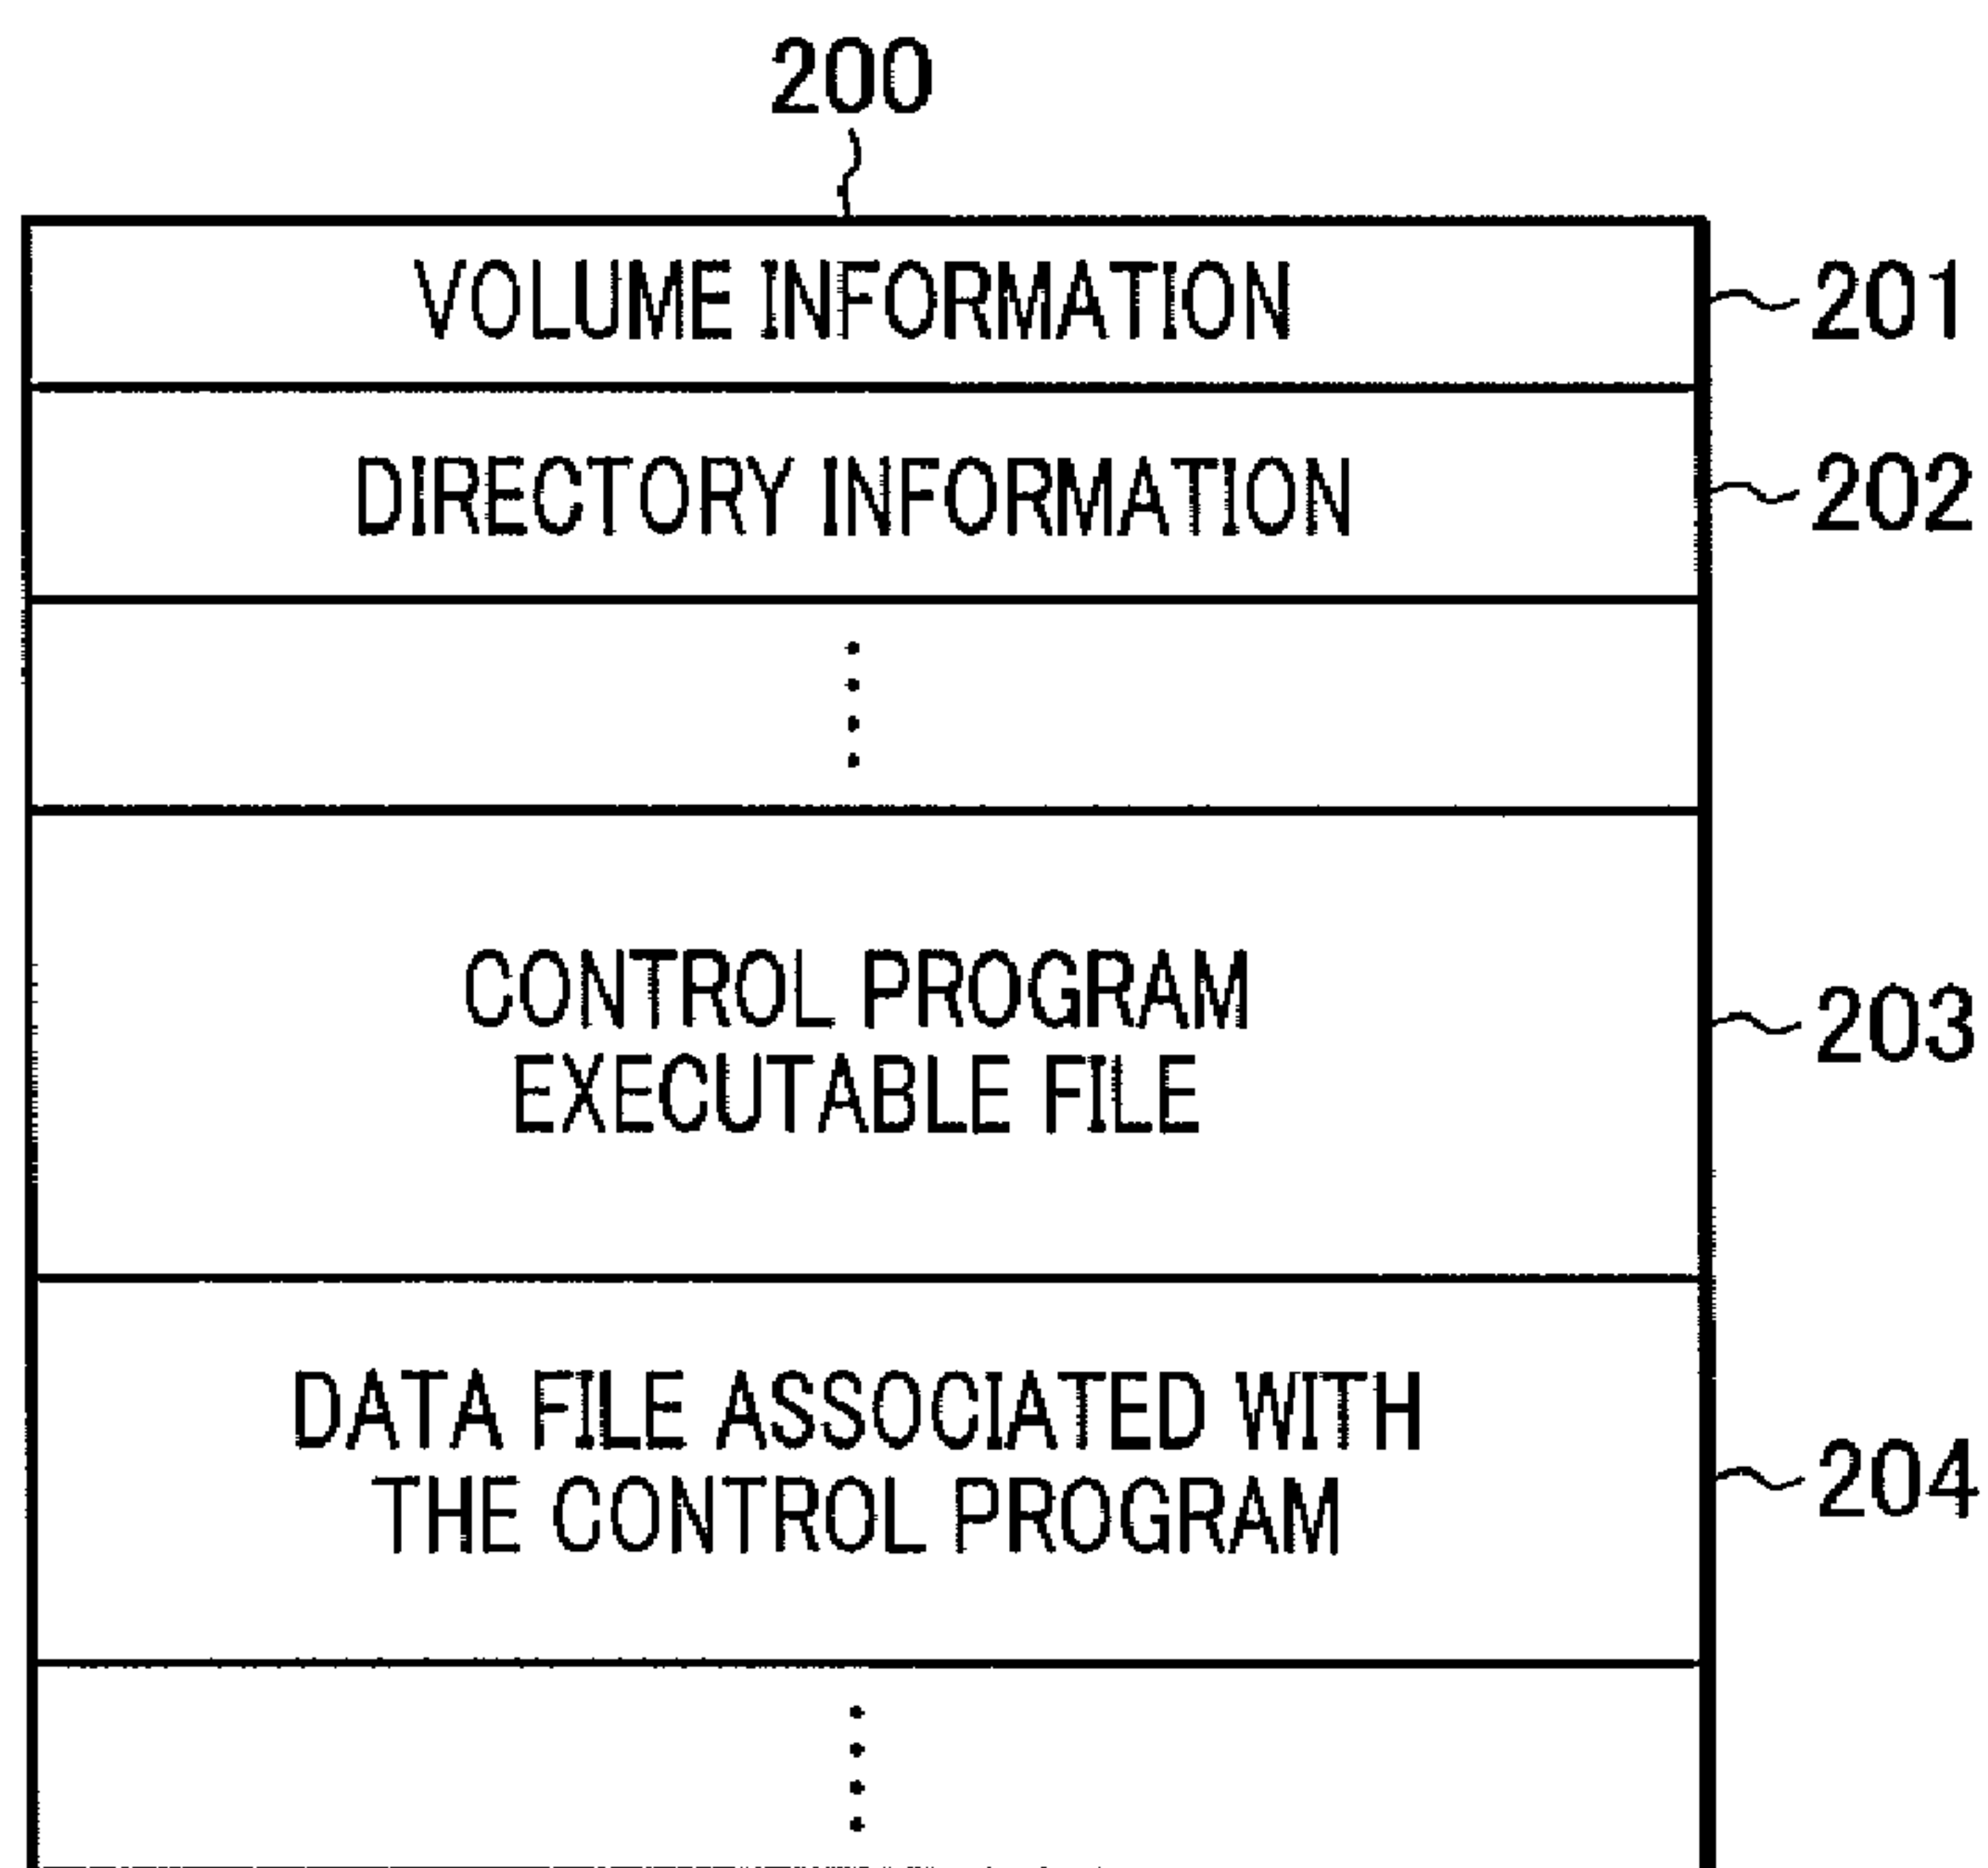 200
VOLUME INFORMATION
201
DIRECTORY INFORMATION
202
CONTROL PROGRAM
EXECUTABLE FILE
203
DATA FILE ASSOCIATED WITH
THE CONTROL PROGRAM
204